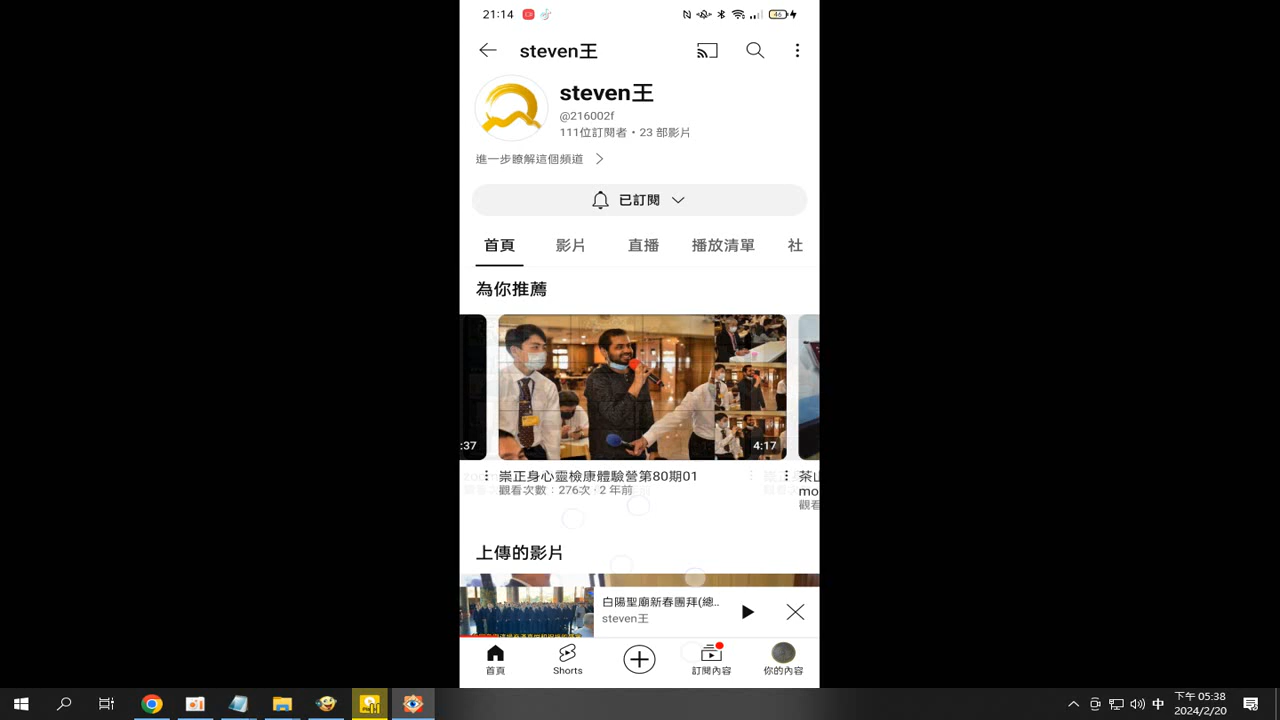 21:14
46
steven王
steven王
@216002f
111位訂閱者・23 部影片
進一步瞭解這個頻道
已訂閱
首頁
影片
直播
播放清單
社
為你推薦
:37
4:17
崇正身心靈檢康體驗營第80期01
觀看次數：276次 · 2 年前
茶山
mo
觀看
上傳的影片
白陽聖廟新春團拜(總..
steven王
首頁
Shorts
訂閱內容
你的內容
中
下午 05:38
2024/2/20